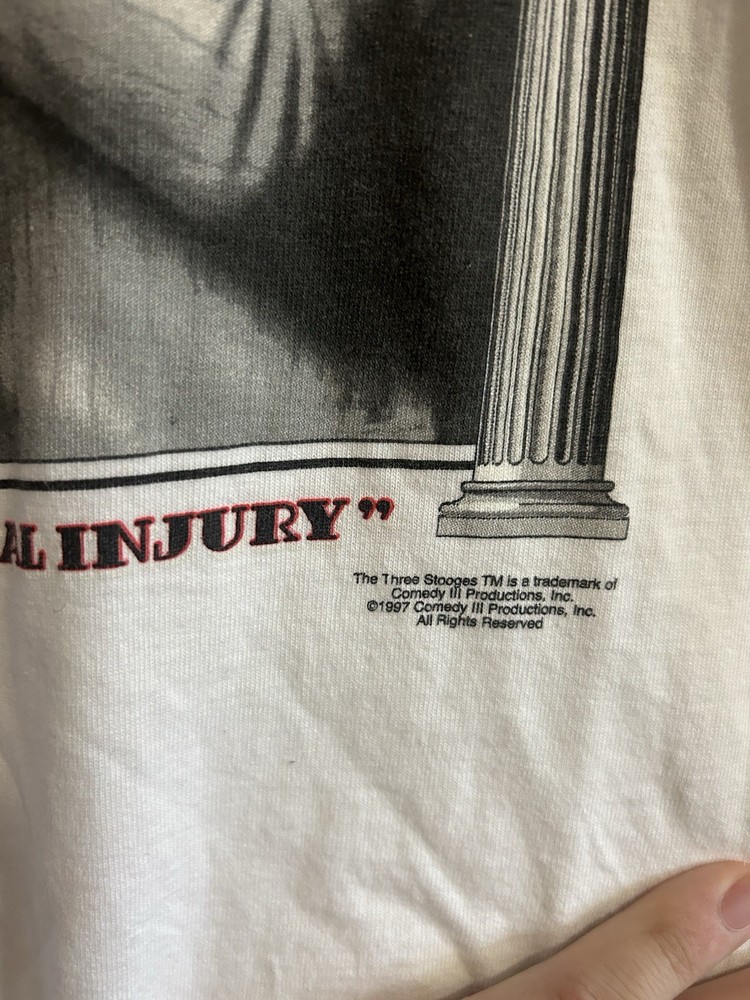 AL INJURY”
The Three Stooges TM is a trademark of
Comedy III Productions, Inc.
©1997 Comedy III Productions, Inc.
All Rights Reserved